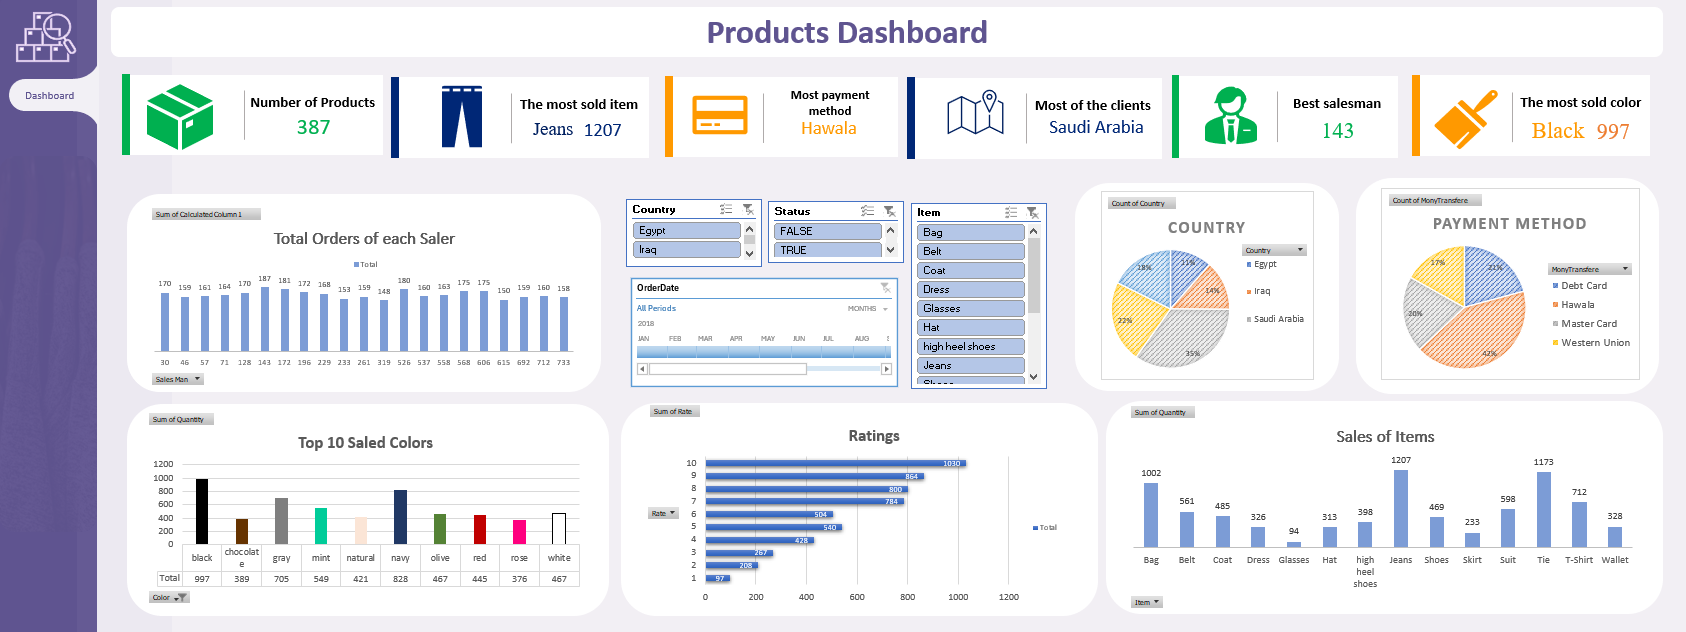 Products Dashboard
Dashboard
Number of Products
387
The most sold item
Jeans 1207
Most payment
method
Hawala
Most of the clients
Saudi Arabia
Best salesman
143
The most sold color
Black 997
Sum of Calculated Column 1
Total Orders of each Saler
Total
170 159 161 164 170 187 181 172 168 153 159 148 180 160 163 175 175 150 159 160 158
30 46 57 71 128 143 172 196 229 233 261 319 526 537 558 568 606 615 692 712 733
Sales Man
Country
Egypt
Iraq
Status
FALSE
TRUE
Item
Bag
Belt
Coat
Dress
Glasses
Hat
high heel shoes
Jeans
Shoes
OrderDate
All Periods
MONTHS
2018
JAN FEB MAR APR MAY JUN JUL AUG
Count of Country
COUNTRY
18% 11%
14%
22%
35%
Country
Egypt
Iraq
Saudi Arabia
Count of MonyTransfere
PAYMENT METHOD
17% 21%
20%
42%
MonyTransfere
Debt Card
Hawala
Master Card
Western Union
Sum of Quantity
Top 10 Saled Colors
1200
1000
800
600
400
200
0
black chocolat gray mint natural navy olive red rose white
e
Total 997 389 705 549 421 828 467 445 376 467
Color
Sum of Rate
Ratings
10 1030
9 864
8 800
7 784
6 504
5 540
4 428
3 267
2 208
1 97
0 200 400 600 800 1000 1200
Rate
Total
Sum of Quantity
Sales of Items
1002 561 485 326 94 313 398 1207 469 233 598 1173 712 328
Bag Belt Coat Dress Glasses Hat high Jeans Shoes Skirt Suit Tie T-Shirt Wallet
heel
shoes
Item